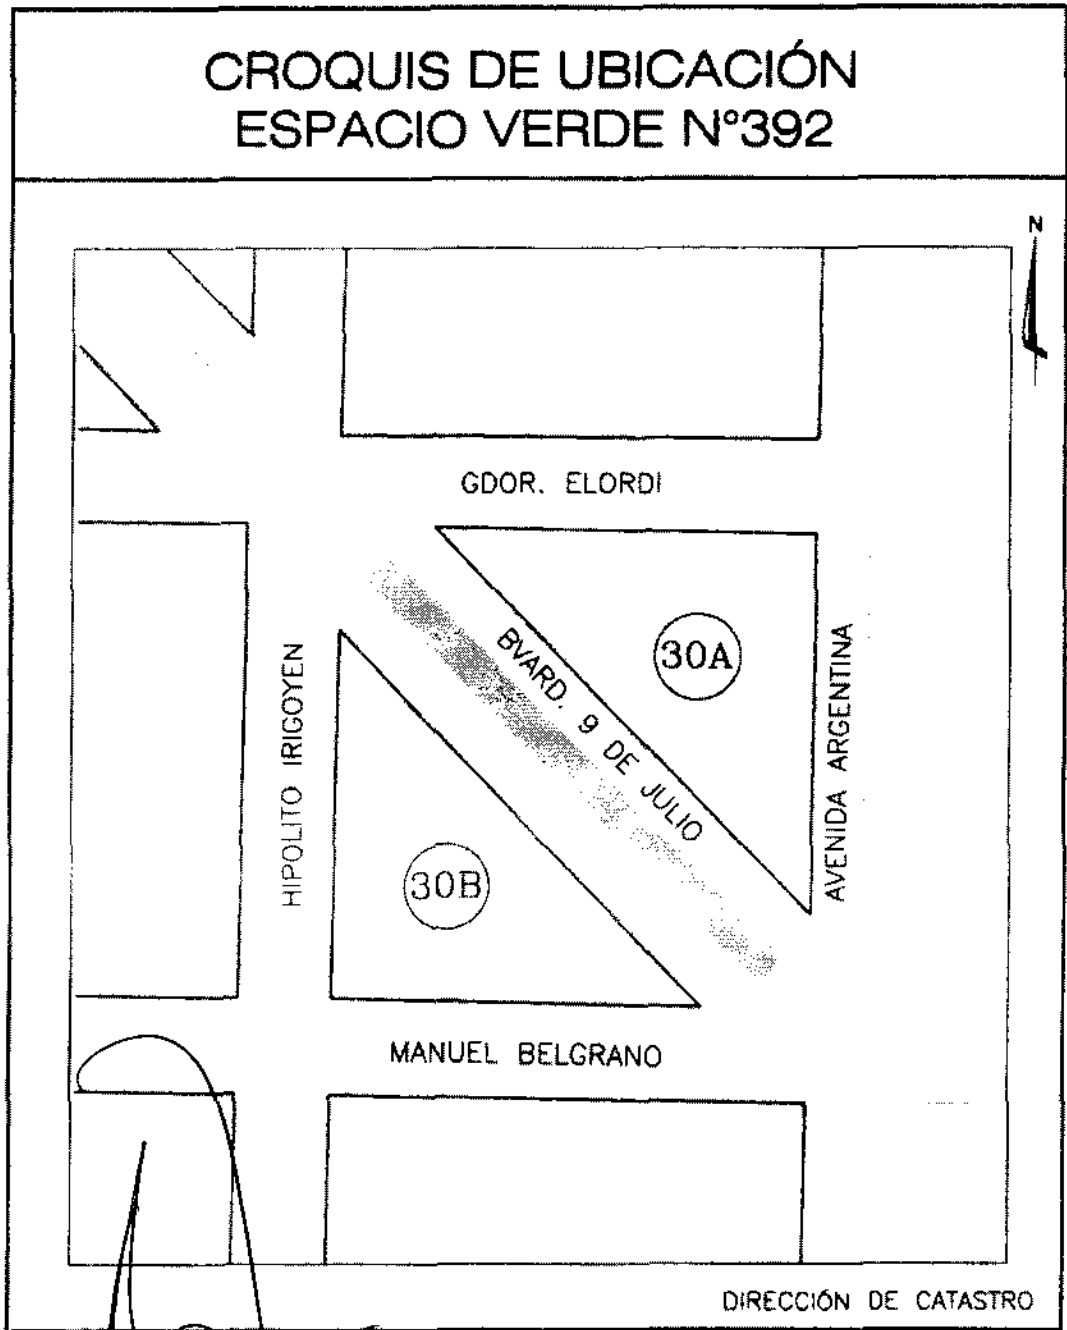 CROQUIS DE UBICACIÓN
ESPACIO VERDE N°392
N
GDOR. ELORDI
30A
BVARD. 9 DE JULIO
HIPOLITO IRIGOYEN
AVENIDA ARGENTINA
30B
MANUEL BELGRANO
DIRECCIÓN DE CATASTRO